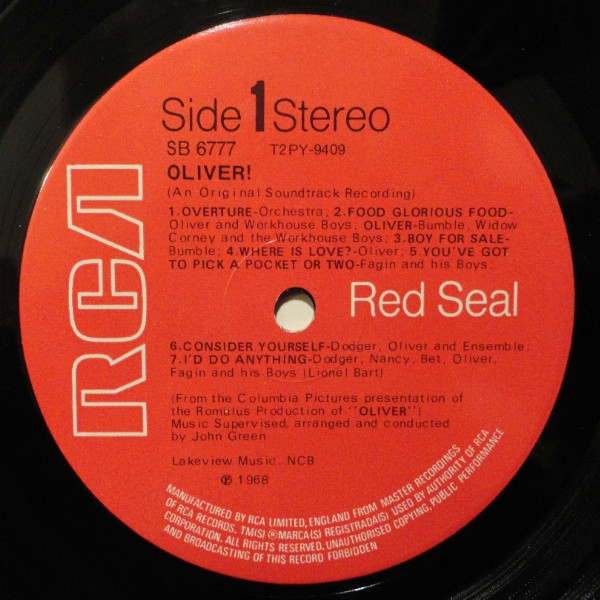 Side 1 Stereo
SB 6777 T2PY-9409
OLIVER!
(An Original Soundtrack Recording)
1.OVERTURE-Orchestra; 2.FOOD GLORIOUS FOOD-
Oliver and Workhouse Boys; OLIVER-Bumble, Widow
Corney and the Workhouse Boys; 3.BOY FOR SALE-
Bumble; 4.WHERE IS LOVE?-Oliver; 5.YOU'VE GOT
TO PICK A POCKET OR TWO-Fagin and his Boys;
RCA
Red Seal
6.CONSIDER YOURSELF-Dodger, Oliver and Ensemble;
7.I'D DO ANYTHING-Dodger, Nancy, Bet, Oliver,
Fagin and his Boys (Lionel Bart)
(From the Columbia Pictures presentation of
the Romulus Production of "OLIVER")
Music Supervised, arranged and conducted
by John Green
Lakeview Music, NCB
℗ 1968
MANUFACTURED BY RCA LIMITED, ENGLAND FROM MASTER RECORDINGS
OF RCA RECORDS, TM(S) ® MARCA(S) REGISTRADA(S) USED BY AUTHORITY OF RCA
CORPORATION. ALL RIGHTS RESERVED, UNAUTHORISED COPYING, PUBLIC PERFORMANCE
AND BROADCASTING OF THIS RECORD FORBIDDEN